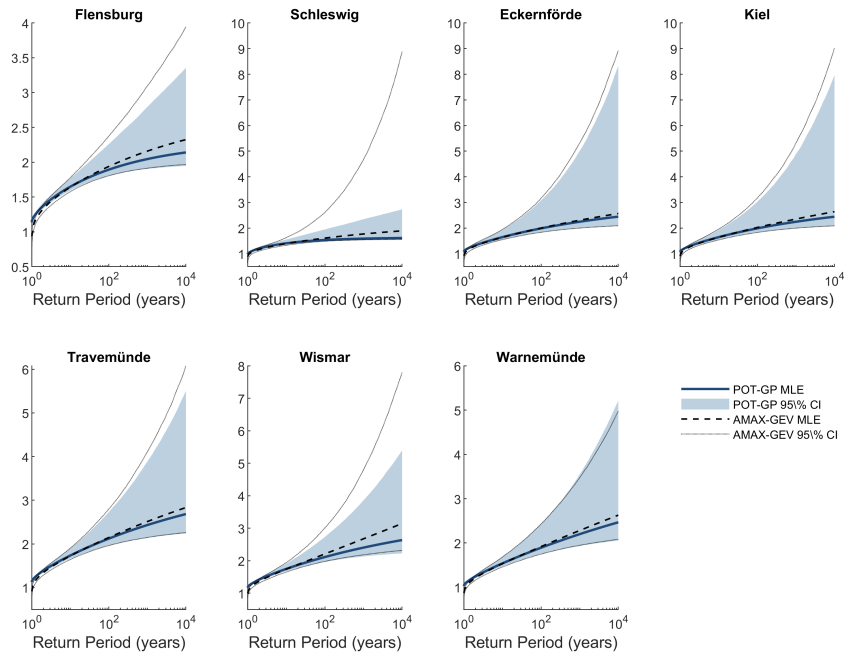 Flensburg
4
3.5
3
2.5
2
1.5
1
0.5
10^0 10^2 10^4
Return Period (years)
Schleswig
10
9
8
7
6
5
4
3
2
1
10^0 10^2 10^4
Return Period (years)
Eckernförde
10
9
8
7
6
5
4
3
2
1
10^0 10^2 10^4
Return Period (years)
Kiel
10
9
8
7
6
5
4
3
2
1
10^0 10^2 10^4
Return Period (years)
Travemünde
6
5
4
3
2
1
10^0 10^2 10^4
Return Period (years)
Wismar
8
7
6
5
4
3
2
1
10^0 10^2 10^4
Return Period (years)
Warnemünde
6
5
4
3
2
1
10^0 10^2 10^4
Return Period (years)
POT-GP MLE
POT-GP 95\% CI
AMAX-GEV MLE
AMAX-GEV 95\% CI